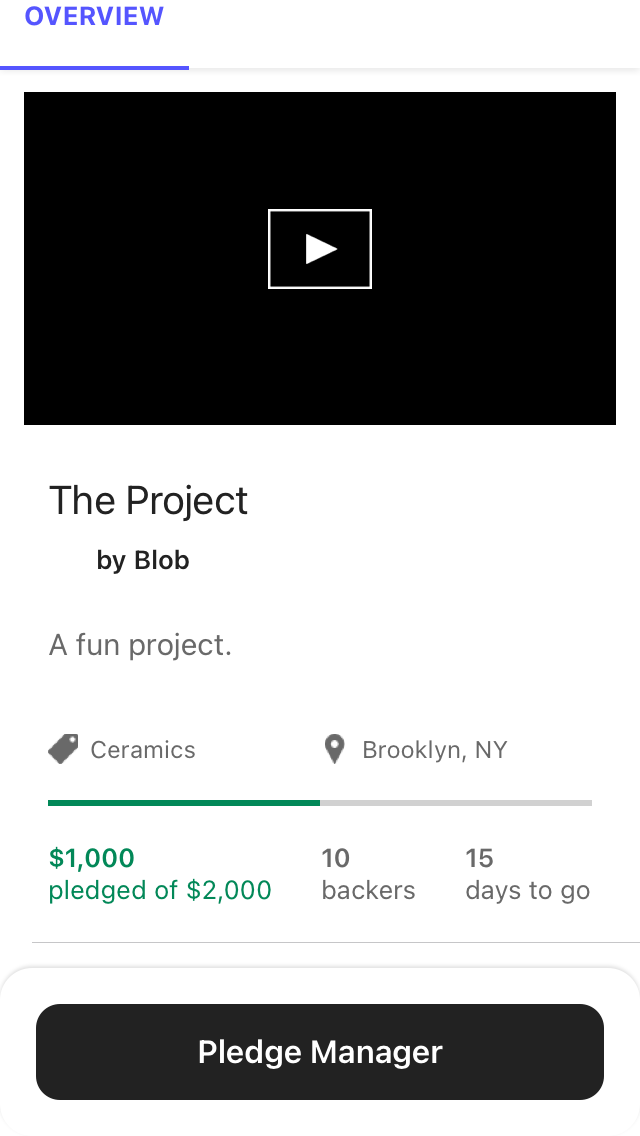 OVERVIEW
The Project
by Blob
A fun project.
Ceramics
Brooklyn, NY
$1,000
pledged of $2,000
10
backers
15
days to go
Pledge Manager